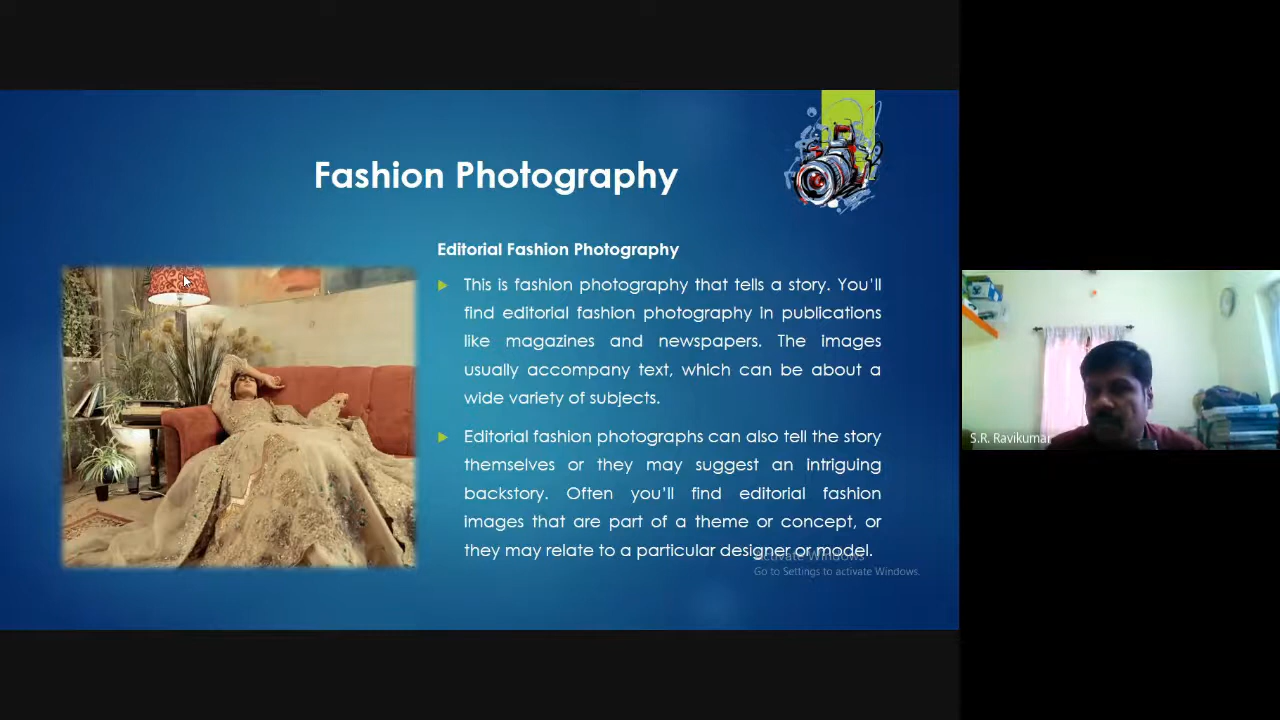 Fashion Photography
Editorial Fashion Photography
This is fashion photography that tells a story. You'll
find editorial fashion photography in publications
like magazines and newspapers. The images
usually accompany text, which can be about a
wide variety of subjects.
Editorial fashion photographs can also tell the story
themselves or they may suggest an intriguing
backstory. Often you'll find editorial fashion
images that are part of a theme or concept, or
they may relate to a particular designer or model.
Activate Windows
Go to Settings to activate Windows.
S.R. Ravikumar